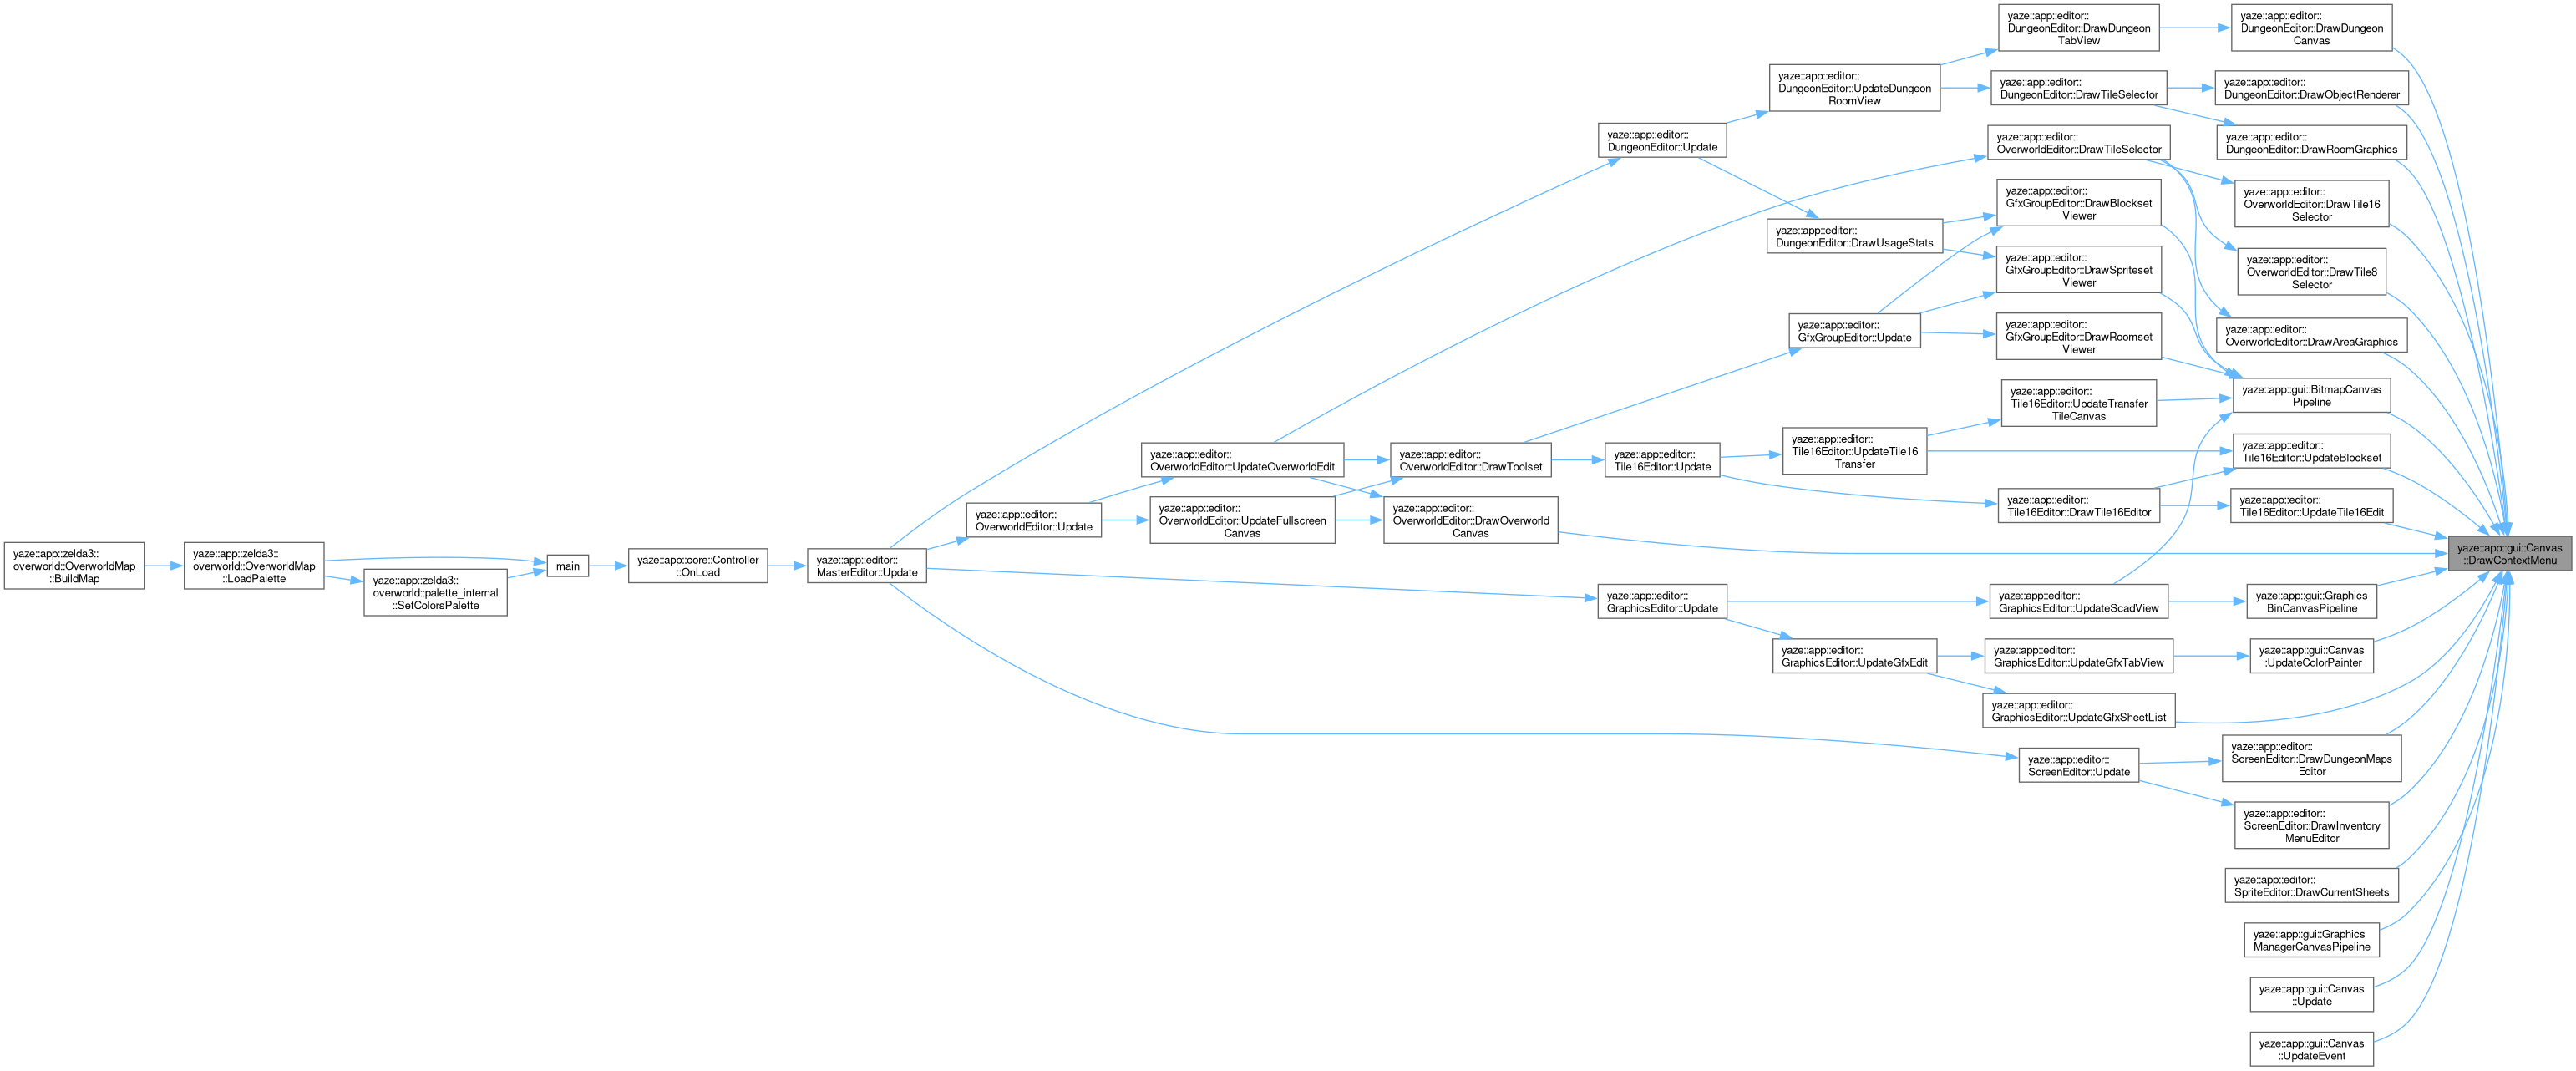 yaze::app::zelda3::
overworld::OverworldMap
::BuildMap
yaze::app::zelda3::
overworld::OverworldMap
::LoadPalette
yaze::app::zelda3::
overworld::palette_internal
::SetColorsPalette
main
yaze::app::core::Controller
::OnLoad
yaze::app::editor::
MasterEditor::Update
yaze::app::editor::
OverworldEditor::Update
yaze::app::editor::
OverworldEditor::UpdateOverworldEdit
yaze::app::editor::
OverworldEditor::UpdateFullscreen
Canvas
yaze::app::editor::
OverworldEditor::DrawToolset
yaze::app::editor::
OverworldEditor::DrawOverworld
Canvas
yaze::app::editor::
DungeonEditor::Update
yaze::app::editor::
Tile16Editor::Update
yaze::app::editor::
GraphicsEditor::Update
yaze::app::editor::
DungeonEditor::UpdateDungeon
RoomView
yaze::app::editor::
DungeonEditor::DrawUsageStats
yaze::app::editor::
GfxGroupEditor::Update
yaze::app::editor::
Tile16Editor::UpdateTile16
Transfer
yaze::app::editor::
GraphicsEditor::UpdateGfxEdit
yaze::app::editor::
DungeonEditor::DrawDungeon
TabView
yaze::app::editor::
DungeonEditor::DrawTileSelector
yaze::app::editor::
OverworldEditor::DrawTileSelector
yaze::app::editor::
GfxGroupEditor::DrawBlockset
Viewer
yaze::app::editor::
GfxGroupEditor::DrawSpriteset
Viewer
yaze::app::editor::
GfxGroupEditor::DrawRoomset
Viewer
yaze::app::editor::
Tile16Editor::UpdateTransfer
TileCanvas
yaze::app::editor::
Tile16Editor::DrawTile16Editor
yaze::app::editor::
GraphicsEditor::UpdateScadView
yaze::app::editor::
GraphicsEditor::UpdateGfxTabView
yaze::app::editor::
GraphicsEditor::UpdateGfxSheetList
yaze::app::editor::
ScreenEditor::Update
yaze::app::editor::
DungeonEditor::DrawDungeon
Canvas
yaze::app::editor::
DungeonEditor::DrawObjectRenderer
yaze::app::editor::
DungeonEditor::DrawRoomGraphics
yaze::app::editor::
OverworldEditor::DrawTile16
Selector
yaze::app::editor::
OverworldEditor::DrawTile8
Selector
yaze::app::editor::
OverworldEditor::DrawAreaGraphics
yaze::app::gui::BitmapCanvas
Pipeline
yaze::app::editor::
Tile16Editor::UpdateBlockset
yaze::app::editor::
Tile16Editor::UpdateTile16Edit
yaze::app::gui::Graphics
BinCanvasPipeline
yaze::app::gui::Canvas
::UpdateColorPainter
yaze::app::editor::
ScreenEditor::DrawDungeonMaps
Editor
yaze::app::editor::
ScreenEditor::DrawInventory
MenuEditor
yaze::app::editor::
SpriteEditor::DrawCurrentSheets
yaze::app::gui::Graphics
ManagerCanvasPipeline
yaze::app::gui::Canvas
::Update
yaze::app::gui::Canvas
::UpdateEvent
yaze::app::gui::Canvas
::DrawContextMenu